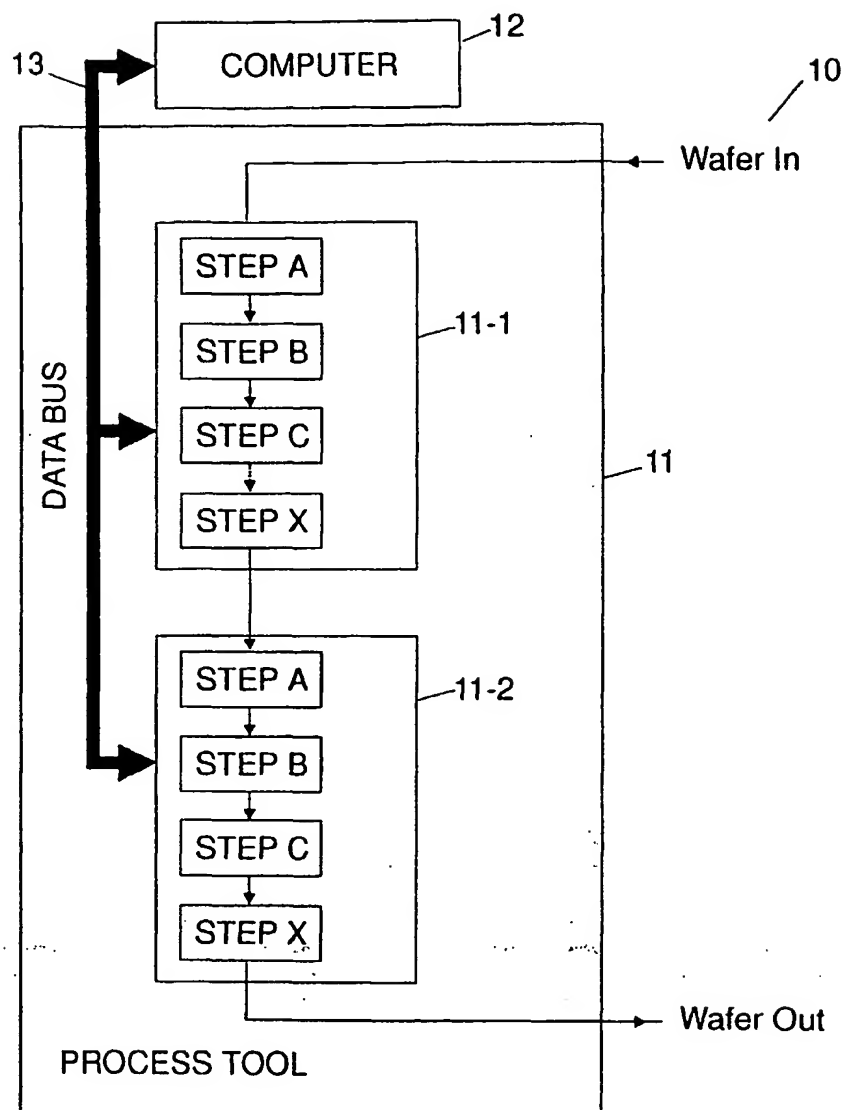 12
COMPUTER
13
10
Wafer In
STEP A
11-1
STEP B
DATA BUS
STEP C
11
STEP X
STEP A
11-2
STEP B
STEP C
STEP X
Wafer Out
PROCESS TOOL